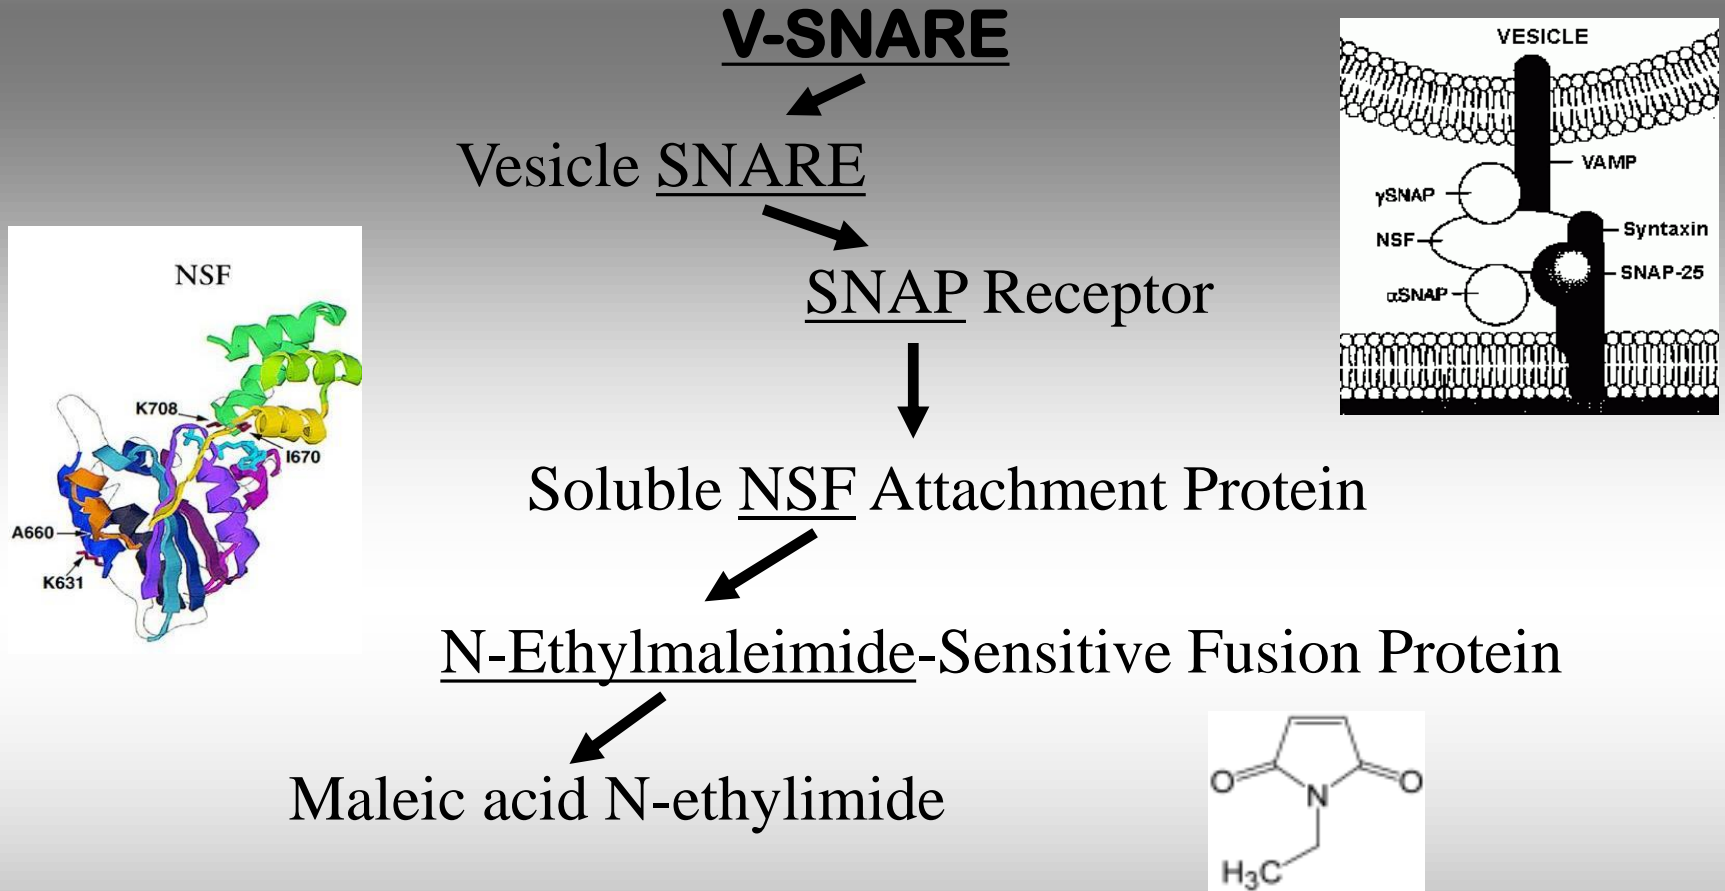 V-SNARE
Vesicle SNARE
SNAP Receptor
Soluble NSF Attachment Protein
N-Ethylmaleimide-Sensitive Fusion Protein
Maleic acid N-ethylimide
NSF
K708
I670
A660
K631
VESICLE
VAMP
γSNAP
Syntaxin
NSF
SNAP-25
αSNAP
O
O
N
H₃C